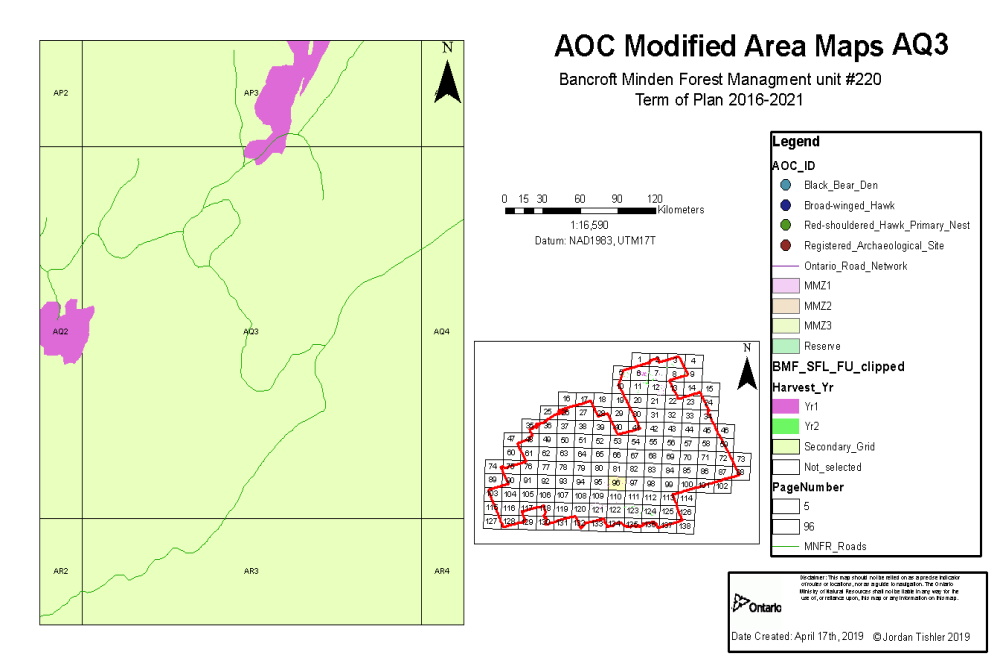 AOC Modified Area Maps AQ3
Bancroft Minden Forest Managment unit #220
Term of Plan 2016-2021
N
AP2
AP3
AQ2
AQ3
AQ4
AR2
AR3
AR4
0 15 30 60 90 120
Kilometers
1:16,590
Datum: NAD1983, UTM17T
Legend
AOC_ID
Black_Bear_Den
Broad-winged_Hawk
Red-shouldered_Hawk_Primary_Nest
Registered_Archaeological_Site
Ontario_Road_Network
MMZ1
MMZ2
MMZ3
Reserve
BMF_SFL_FU_clipped
Harvest_Yr
Yr1
Yr2
Secondary_Grid
Not_selected
PageNumber
5
96
MNFR_Roads
N
1 2 3 4
5 6 7 8 9
10 11 12 13 14 15
16 17 18 19 20 21 22 23 24
25 26 27 28 29 30 31 32 33 34
35 36 37 38 39 40 41 42 43 44 45 46
47 48 49 50 51 52 53 54 55 56 57 58 59
60 61 62 63 64 65 66 67 68 69 70 71 72 73
74 75 76 77 78 79 80 81 82 83 84 85 86 87 88
89 90 91 92 93 94 95 96 97 98 99 100 101 102
103 104 105 106 107 108 109 110 111 112 113 114
115 116 117 118 119 120 121 122 123 124 125 126
127 128 129 130 131 132 133 134 135 136 137 138
Disclaimer: This map should not be relied on as a precise indicator
of routes or locations, nor as a guide to navigation. The Ontario
Ministry of Natural Resources shall not be liable in any way for the
use of, or reliance upon, this map or any information on this map.
Ontario
Date Created: April 17th, 2019 ©Jordan Tishler 2019